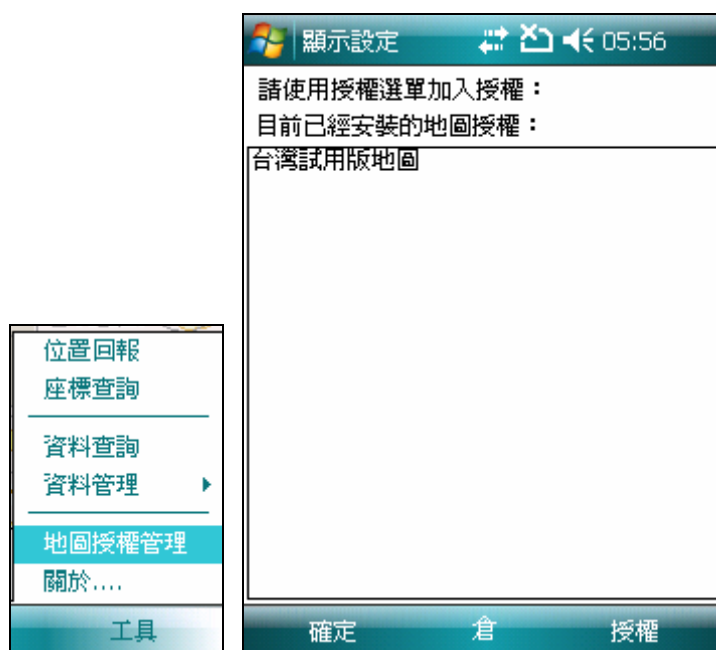 位置回報
座標查詢
資料查詢
資料管理
地圖授權管理
關於....
工具
顯示設定 05:56
請使用授權選單加入授權：
目前已經安裝的地圖授權：
台灣試用版地圖
確定 倉 授權